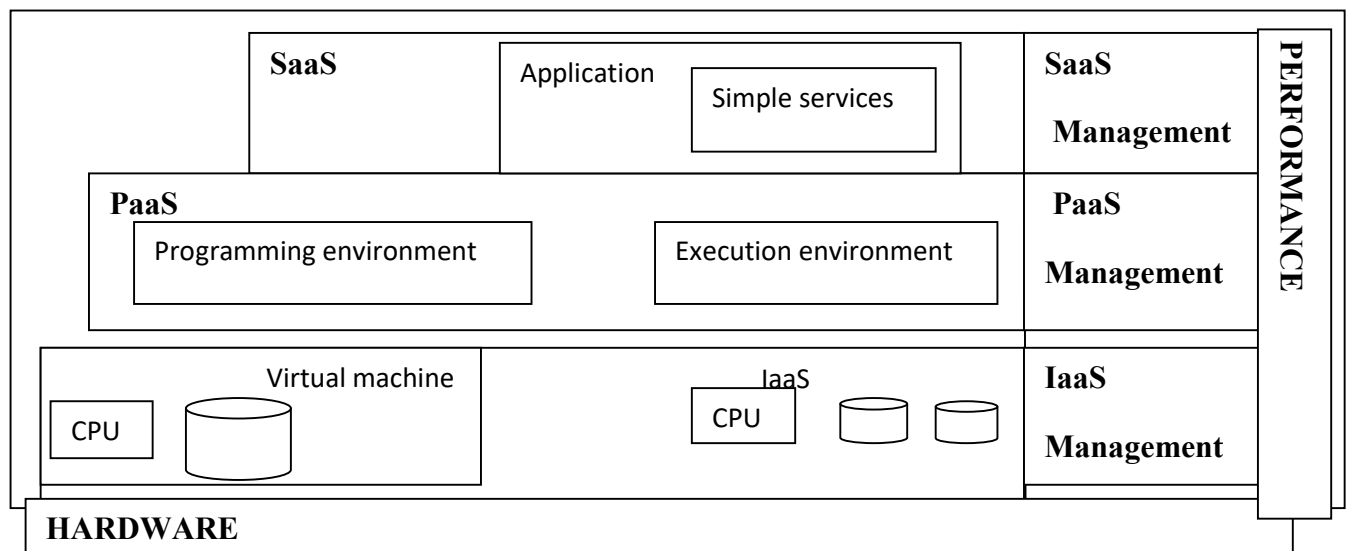 SaaS
Application
Simple services
SaaS
Management
PERFORMANCE
PaaS
Programming environment
Execution environment
PaaS
Management
Virtual machine
CPU
IaaS
CPU
IaaS
Management
HARDWARE